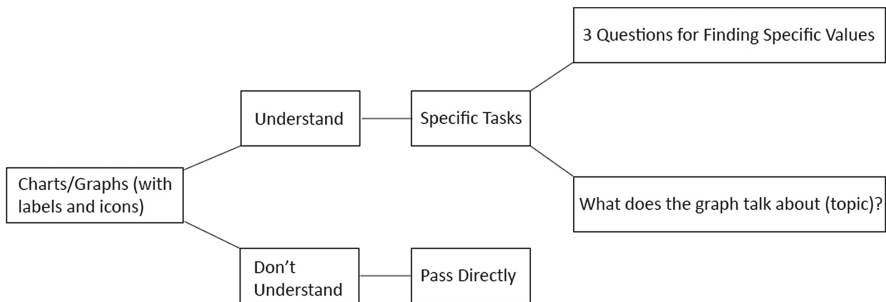 3 Questions for Finding Specific Values
Understand
Specific Tasks
Charts/Graphs (with
labels and icons)
What does the graph talk about (topic)?
Don’t
Understand
Pass Directly